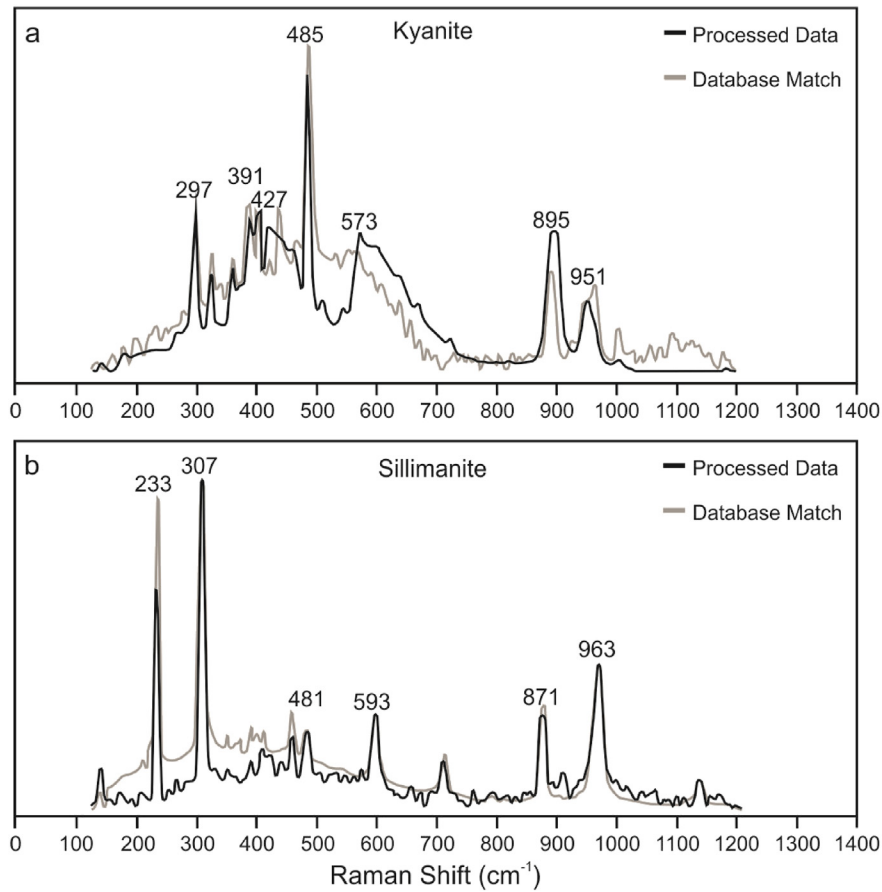 a
Kyanite
Processed Data
Database Match
485
297
391
427
573
895
951
0 100 200 300 400 500 600 700 800 900 1000 1100 1200 1300 1400
b
Sillimanite
Processed Data
Database Match
233
307
481
593
871
963
0 100 200 300 400 500 600 700 800 900 1000 1100 1200 1300 1400
Raman Shift (cm⁻¹)